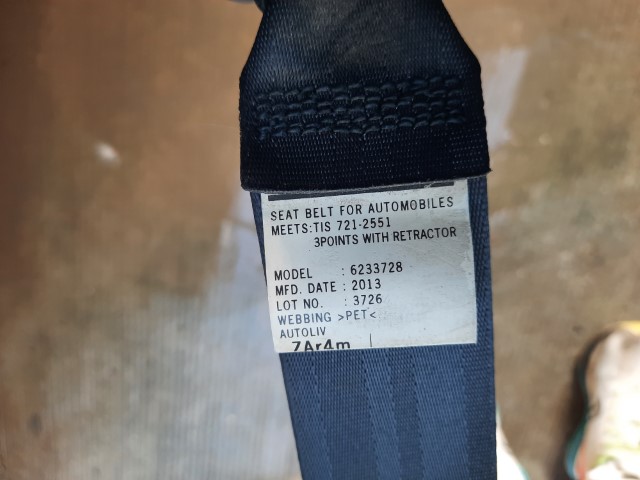 SEAT BELT FOR AUTOMOBILES
MEETS:TIS 721-2551
3POINTS WITH RETRACTOR
MODEL : 6233728
MFD. DATE : 2013
LOT NO. : 3726
WEBBING >PET<
AUTOLIV
7Ar4m